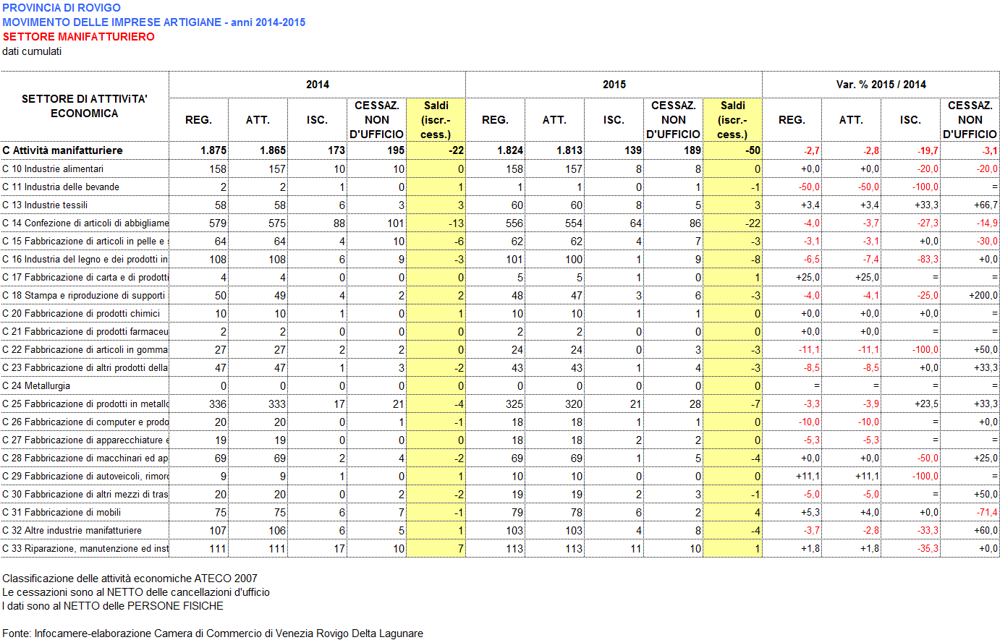 PROVINCIA DI ROVIGO
MOVIMENTO DELLE IMPRESE ARTIGIANE - anni 2014-2015
SETTORE MANIFATTURIERO
dati cumulati
SETTORE DI ATTTIViTA' ECONOMICA 2014 2015 Var. % 2015 / 2014
REG. ATT. ISC. CESSAZ. NON D'UFFICIO Saldi (iscr.-cess.) REG. ATT. ISC. CESSAZ. NON D'UFFICIO Saldi (iscr.-cess.) REG. ATT. ISC. CESSAZ. NON D'UFFICIO
C Attività manifatturiere 1.875 1.865 173 195 -22 1.824 1.813 139 189 -50 -2,7 -2,8 -19,7 -3,1
C 10 Industrie alimentari 158 157 10 10 0 158 157 8 8 0 +0,0 +0,0 -20,0 -20,0
C 11 Industria delle bevande 2 2 1 0 1 1 1 0 1 -1 -50,0 -50,0 -100,0 =
C 13 Industrie tessili 58 58 6 3 3 60 60 8 5 3 +3,4 +3,4 +33,3 +66,7
C 14 Confezione di articoli di abbigliame 579 575 88 101 -13 556 554 64 86 -22 -4,0 -3,7 -27,3 -14,9
C 15 Fabbricazione di articoli in pelle e s 64 64 4 10 -6 62 62 4 7 -3 -3,1 -3,1 +0,0 -30,0
C 16 Industria del legno e dei prodotti in 108 108 6 9 -3 101 100 1 9 -8 -6,5 -7,4 -83,3 +0,0
C 17 Fabbricazione di carta e di prodotti 4 4 0 0 0 5 5 1 0 1 +25,0 +25,0 = =
C 18 Stampa e riproduzione di supporti 50 49 4 2 2 48 47 3 6 -3 -4,0 -4,1 -25,0 +200,0
C 20 Fabbricazione di prodotti chimici 10 10 1 0 1 10 10 1 1 0 +0,0 +0,0 +0,0 =
C 21 Fabbricazione di prodotti farmaceu 2 2 0 0 0 2 2 0 0 0 +0,0 +0,0 = =
C 22 Fabbricazione di articoli in gomma 27 27 2 2 0 24 24 0 3 -3 -11,1 -11,1 -100,0 +50,0
C 23 Fabbricazione di altri prodotti della 47 47 1 3 -2 43 43 1 4 -3 -8,5 -8,5 +0,0 +33,3
C 24 Metallurgia 0 0 0 0 0 0 0 0 0 0 = = = =
C 25 Fabbricazione di prodotti in metallo 336 333 17 21 -4 325 320 21 28 -7 -3,3 -3,9 +23,5 +33,3
C 26 Fabbricazione di computer e prodo 20 20 0 1 -1 18 18 1 1 0 -10,0 -10,0 = +0,0
C 27 Fabbricazione di apparecchiature e 19 19 0 0 0 18 18 2 2 0 -5,3 -5,3 = =
C 28 Fabbricazione di macchinari ed ap 69 69 2 4 -2 69 69 1 5 -4 +0,0 +0,0 -50,0 +25,0
C 29 Fabbricazione di autoveicoli, rimorc 9 9 1 0 1 10 10 0 0 0 +11,1 +11,1 -100,0 =
C 30 Fabbricazione di altri mezzi di tras 20 20 0 2 -2 19 19 2 3 -1 -5,0 -5,0 = +50,0
C 31 Fabbricazione di mobili 75 75 6 7 -1 79 78 6 2 4 +5,3 +4,0 +0,0 -71,4
C 32 Altre industrie manifatturiere 107 106 6 5 1 103 103 4 8 -4 -3,7 -2,8 -33,3 +60,0
C 33 Riparazione, manutenzione ed inst 111 111 17 10 7 113 113 11 10 1 +1,8 +1,8 -35,3 +0,0
Classificazione delle attività economiche ATECO 2007
Le cessazioni sono al NETTO delle cancellazioni d'ufficio
I dati sono al NETTO delle PERSONE FISICHE
Fonte: Infocamere-elaborazione Camera di Commercio di Venezia Rovigo Delta Lagunare